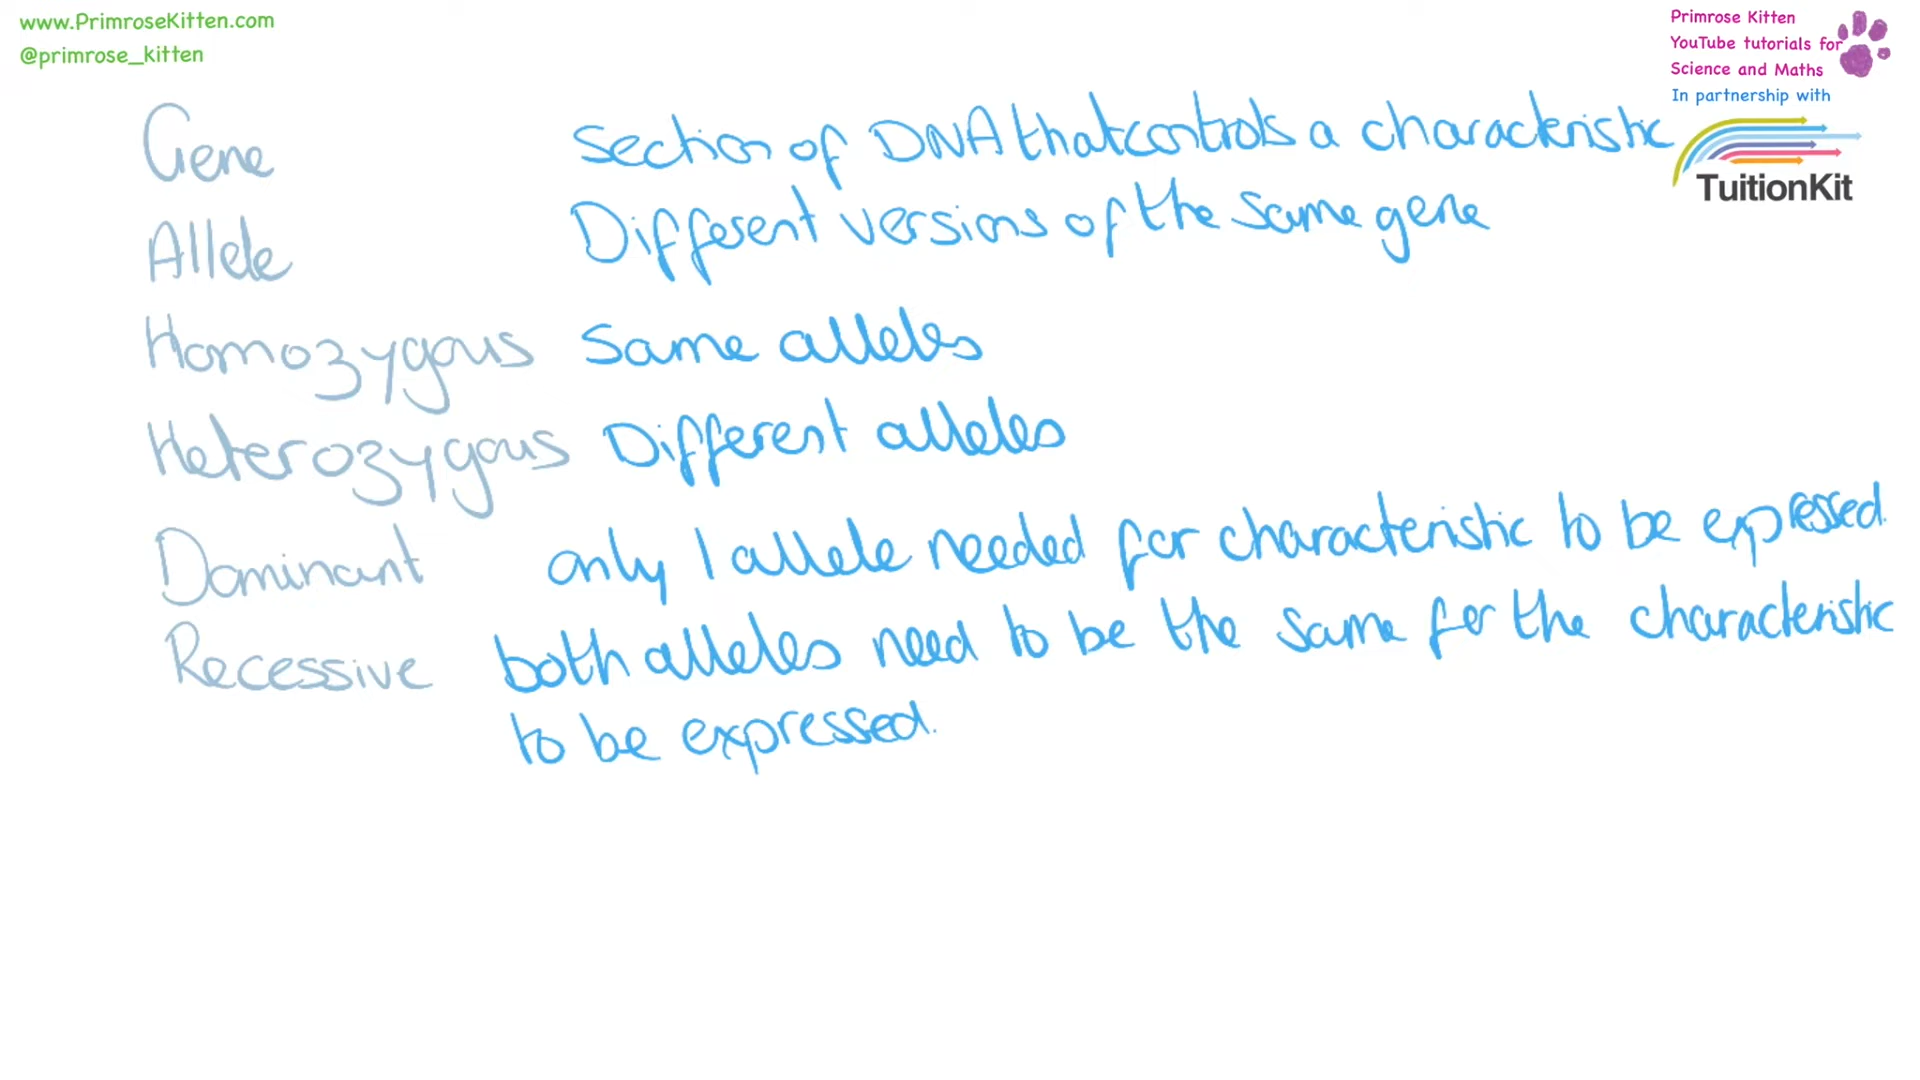 www.PrimroseKitten.com
@primrose_kitten
Primrose Kitten
YouTube tutorials for
Science and Maths
In partnership with
TuitionKit
Gene Section of DNA that controls a characteristic
Allele Different versions of the same gene
Homozygous Same alleles
Heterozygous Different alleles
Dominant only 1 allele needed for characteristic to be expressed.
Recessive both alleles need to be the same for the characteristic
to be expressed.